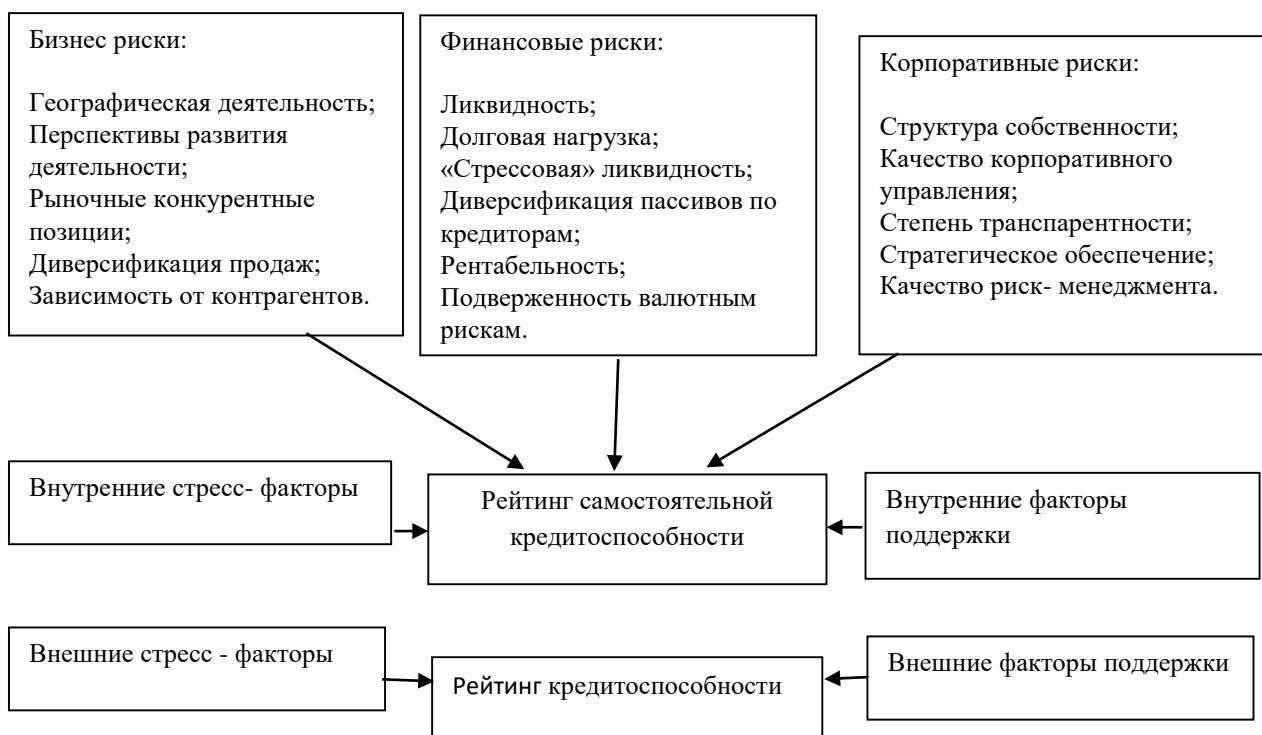 Бизнес риски:
Географическая деятельность;
Перспективы развития
деятельности;
Рыночные конкурентные
позиции;
Диверсификация продаж;
Зависимость от контрагентов.
Финансовые риски:
Ликвидность;
Долговая нагрузка;
«Стрессовая» ликвидность;
Диверсификация пассивов по
кредиторам;
Рентабельность;
Подверженность валютным
рискам.
Корпоративные риски:
Структура собственности;
Качество корпоративного
управления;
Степень транспарентности;
Стратегическое обеспечение;
Качество риск- менеджмента.
Внутренние стресс- факторы
Рейтинг самостоятельной
кредитоспособности
Внутренние факторы
поддержки
Внешние стресс - факторы
Рейтинг кредитоспособности
Внешние факторы поддержки